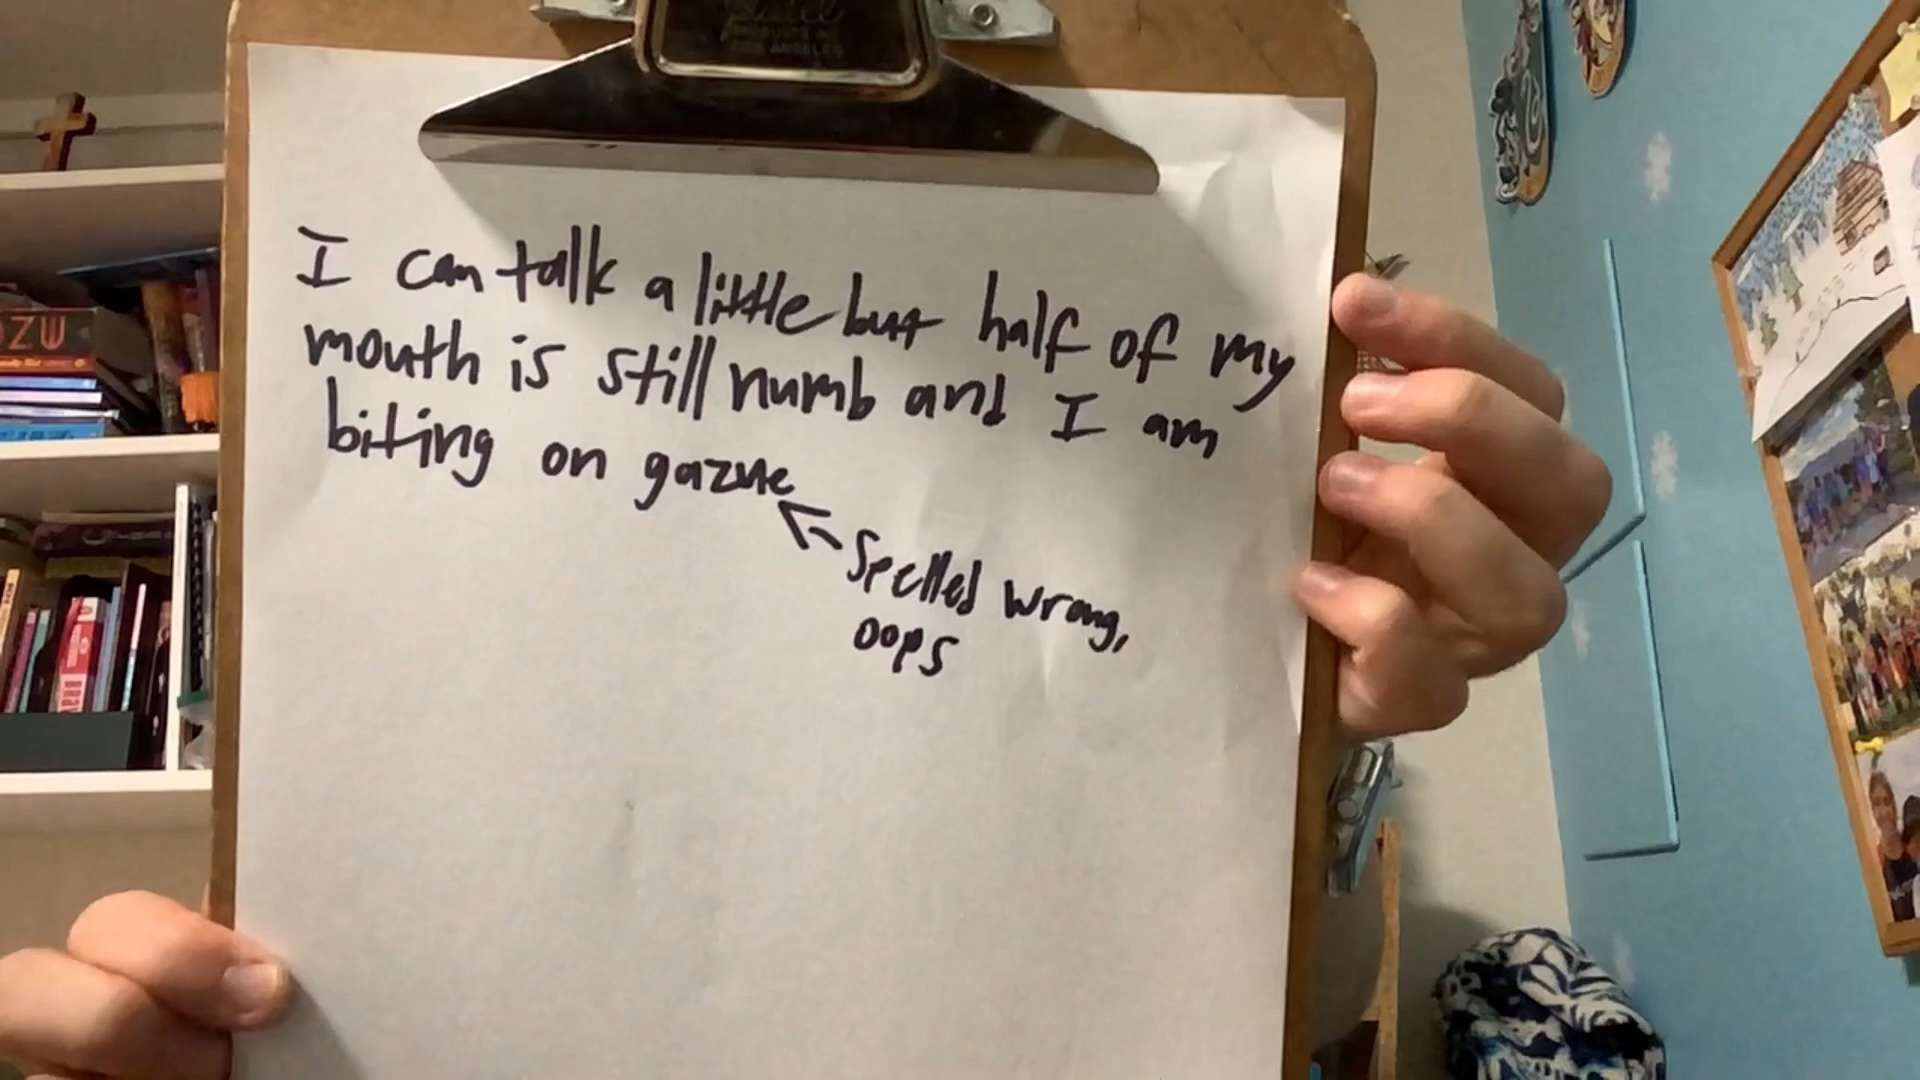 I can talk a little but half of my
mouth is still numb and I am
biting on gazue
Spelled wrong,
oops